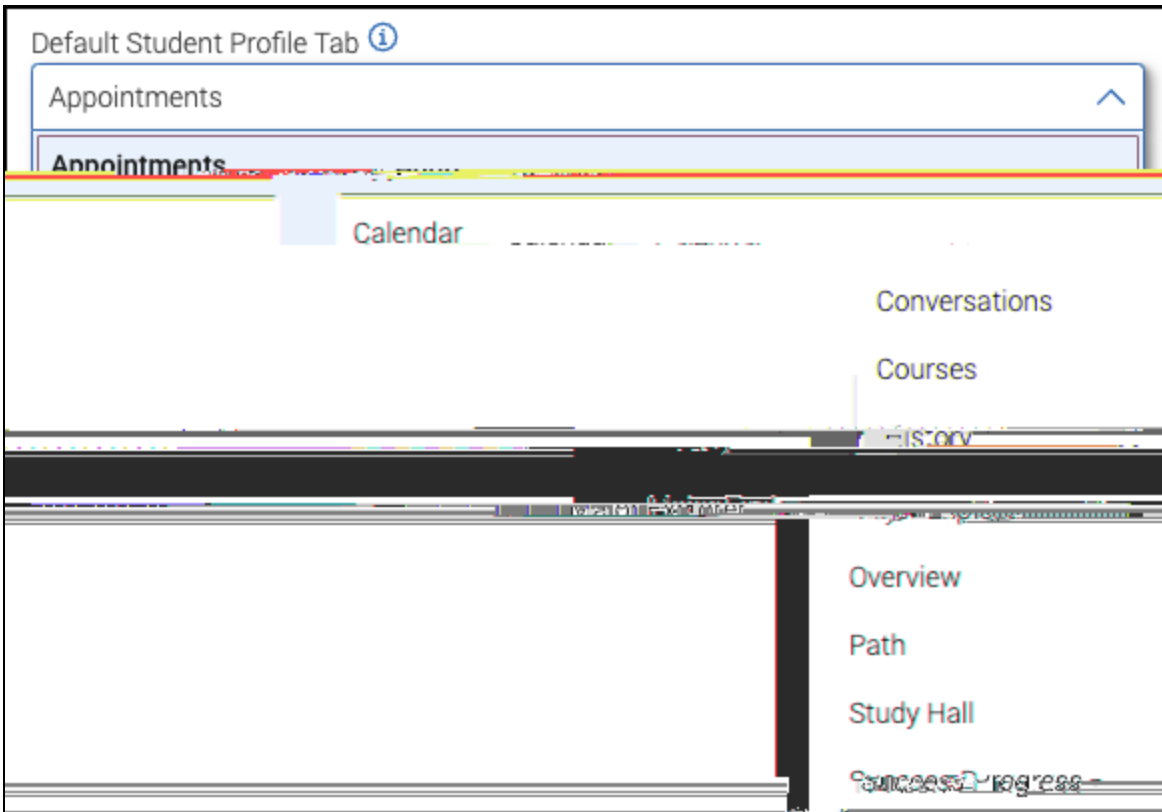 Default Student Profile Tab
Appointments
Appointments
Calendar
Conversations
Courses
Overview
Path
Study Hall